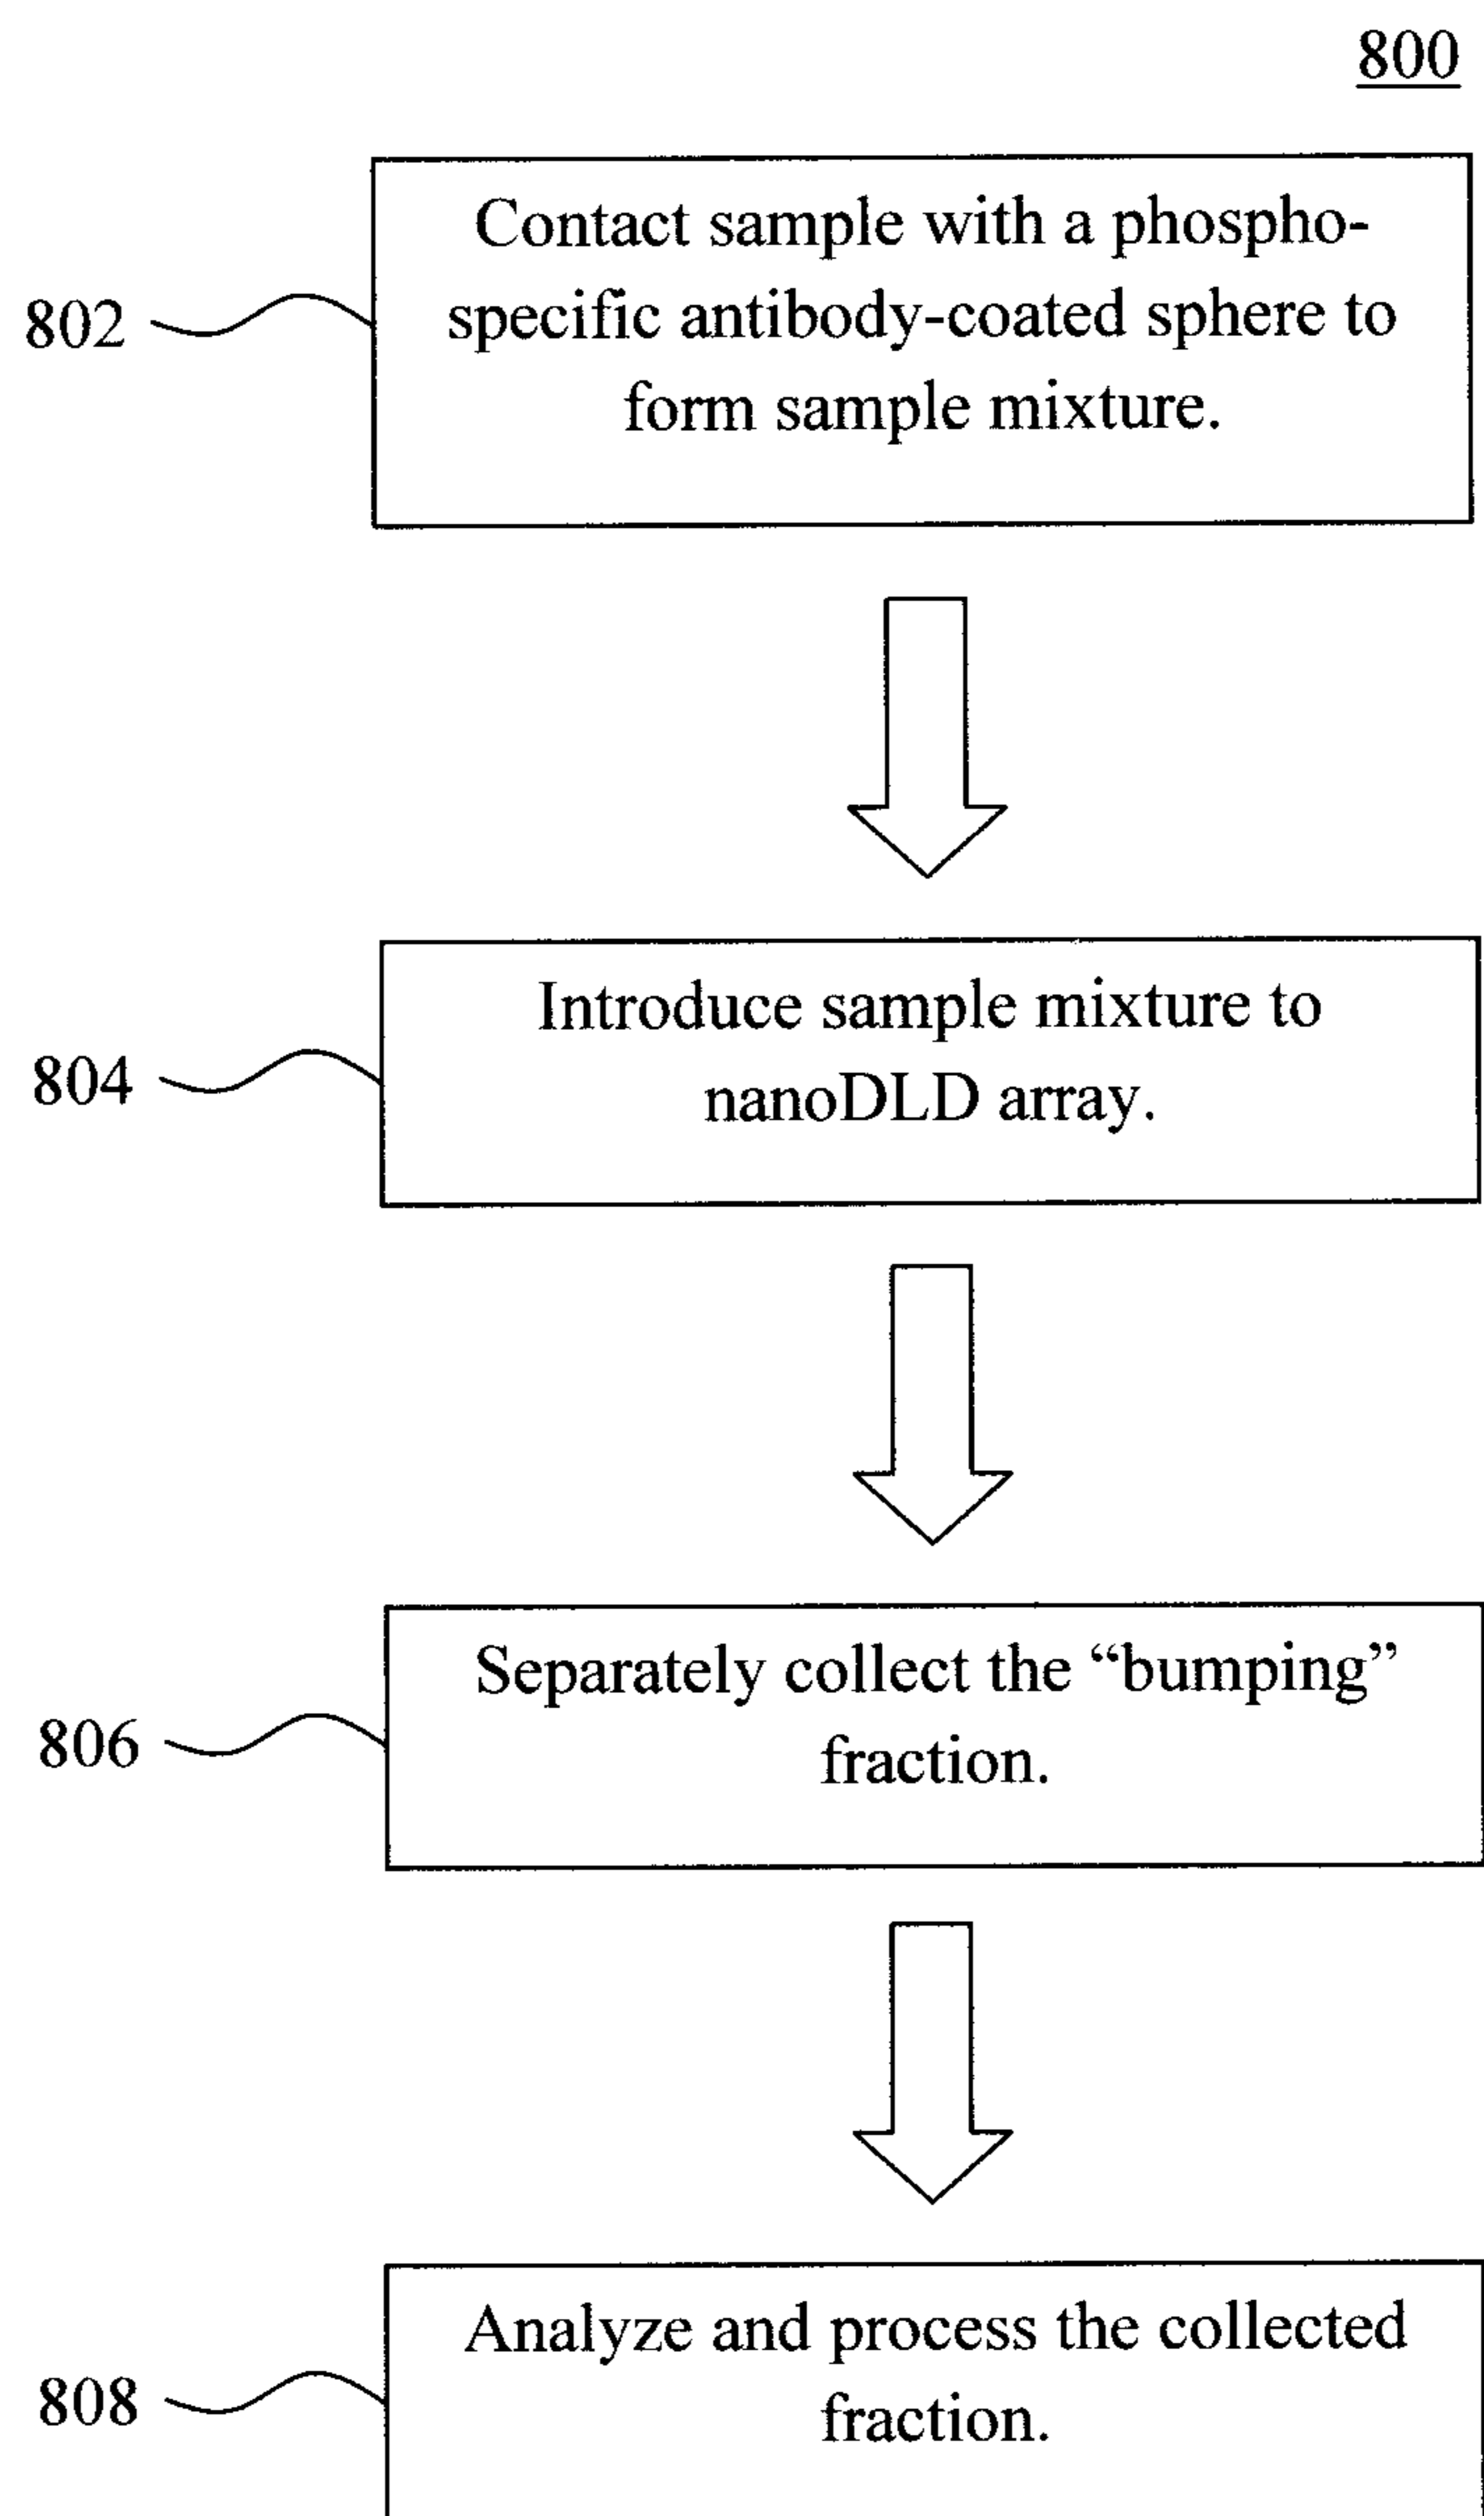 800
Contact sample with a phospho-
specific antibody-coated sphere to
form sample mixture.
802
Introduce sample mixture to
nanoDLD array.
804
Separately collect the “bumping”
fraction.
806
Analyze and process the collected
fraction.
808